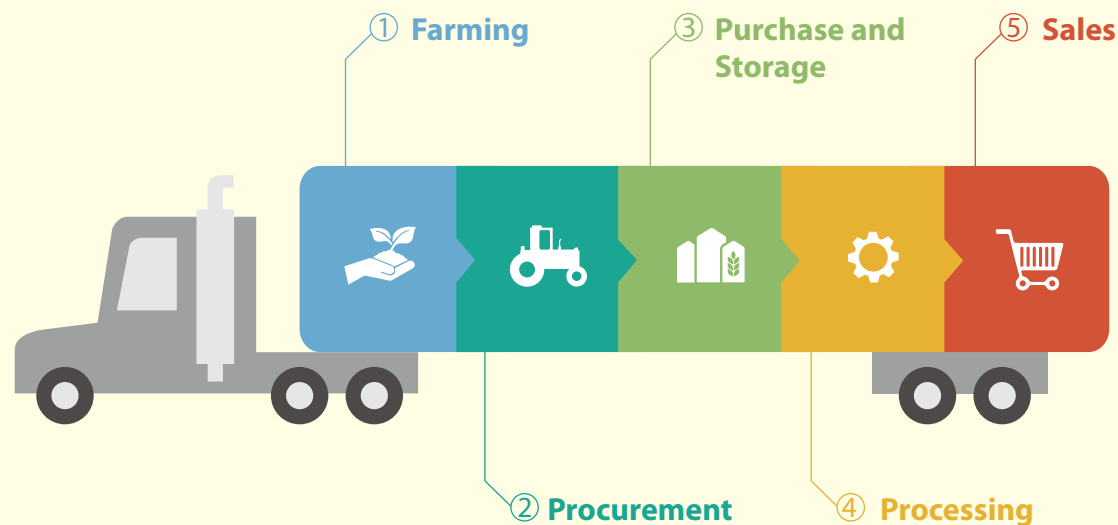 ① Farming
③ Purchase and
Storage
⑤ Sales
② Procurement
④ Processing